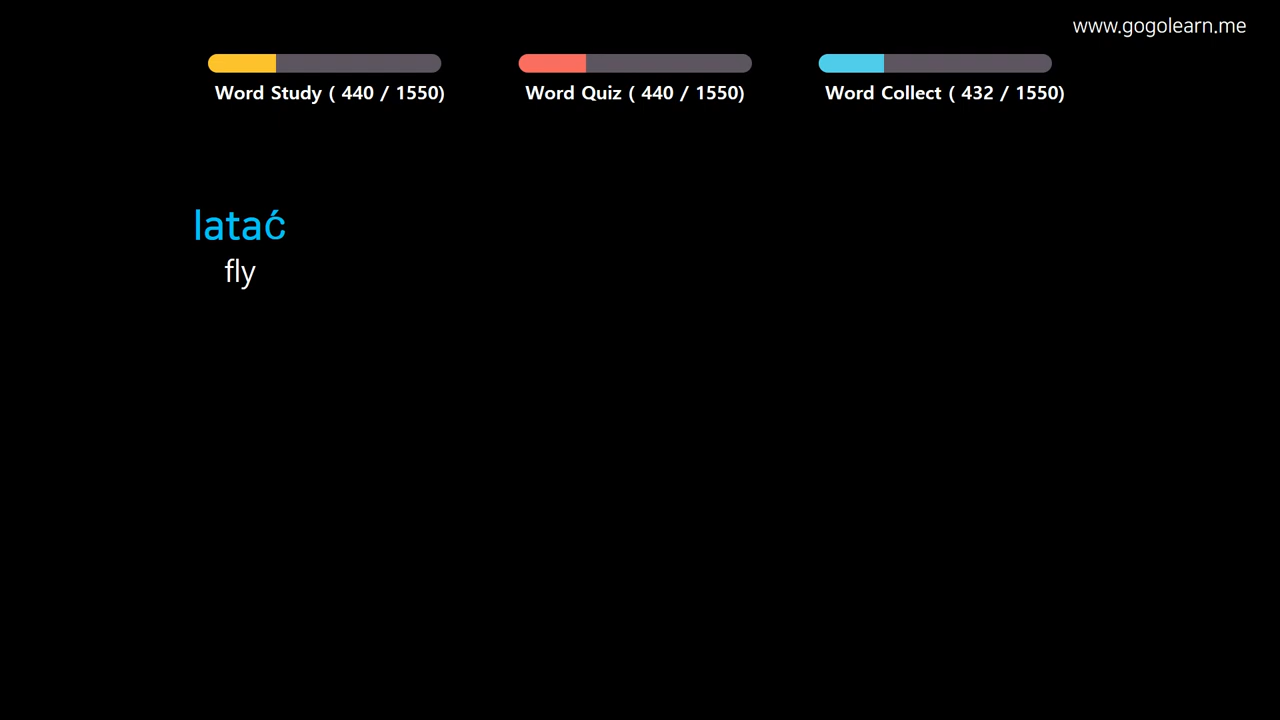 www.gogolearn.me
Word Study ( 440 / 1550)
Word Quiz ( 440 / 1550)
Word Collect ( 432 / 1550)
latać
fly